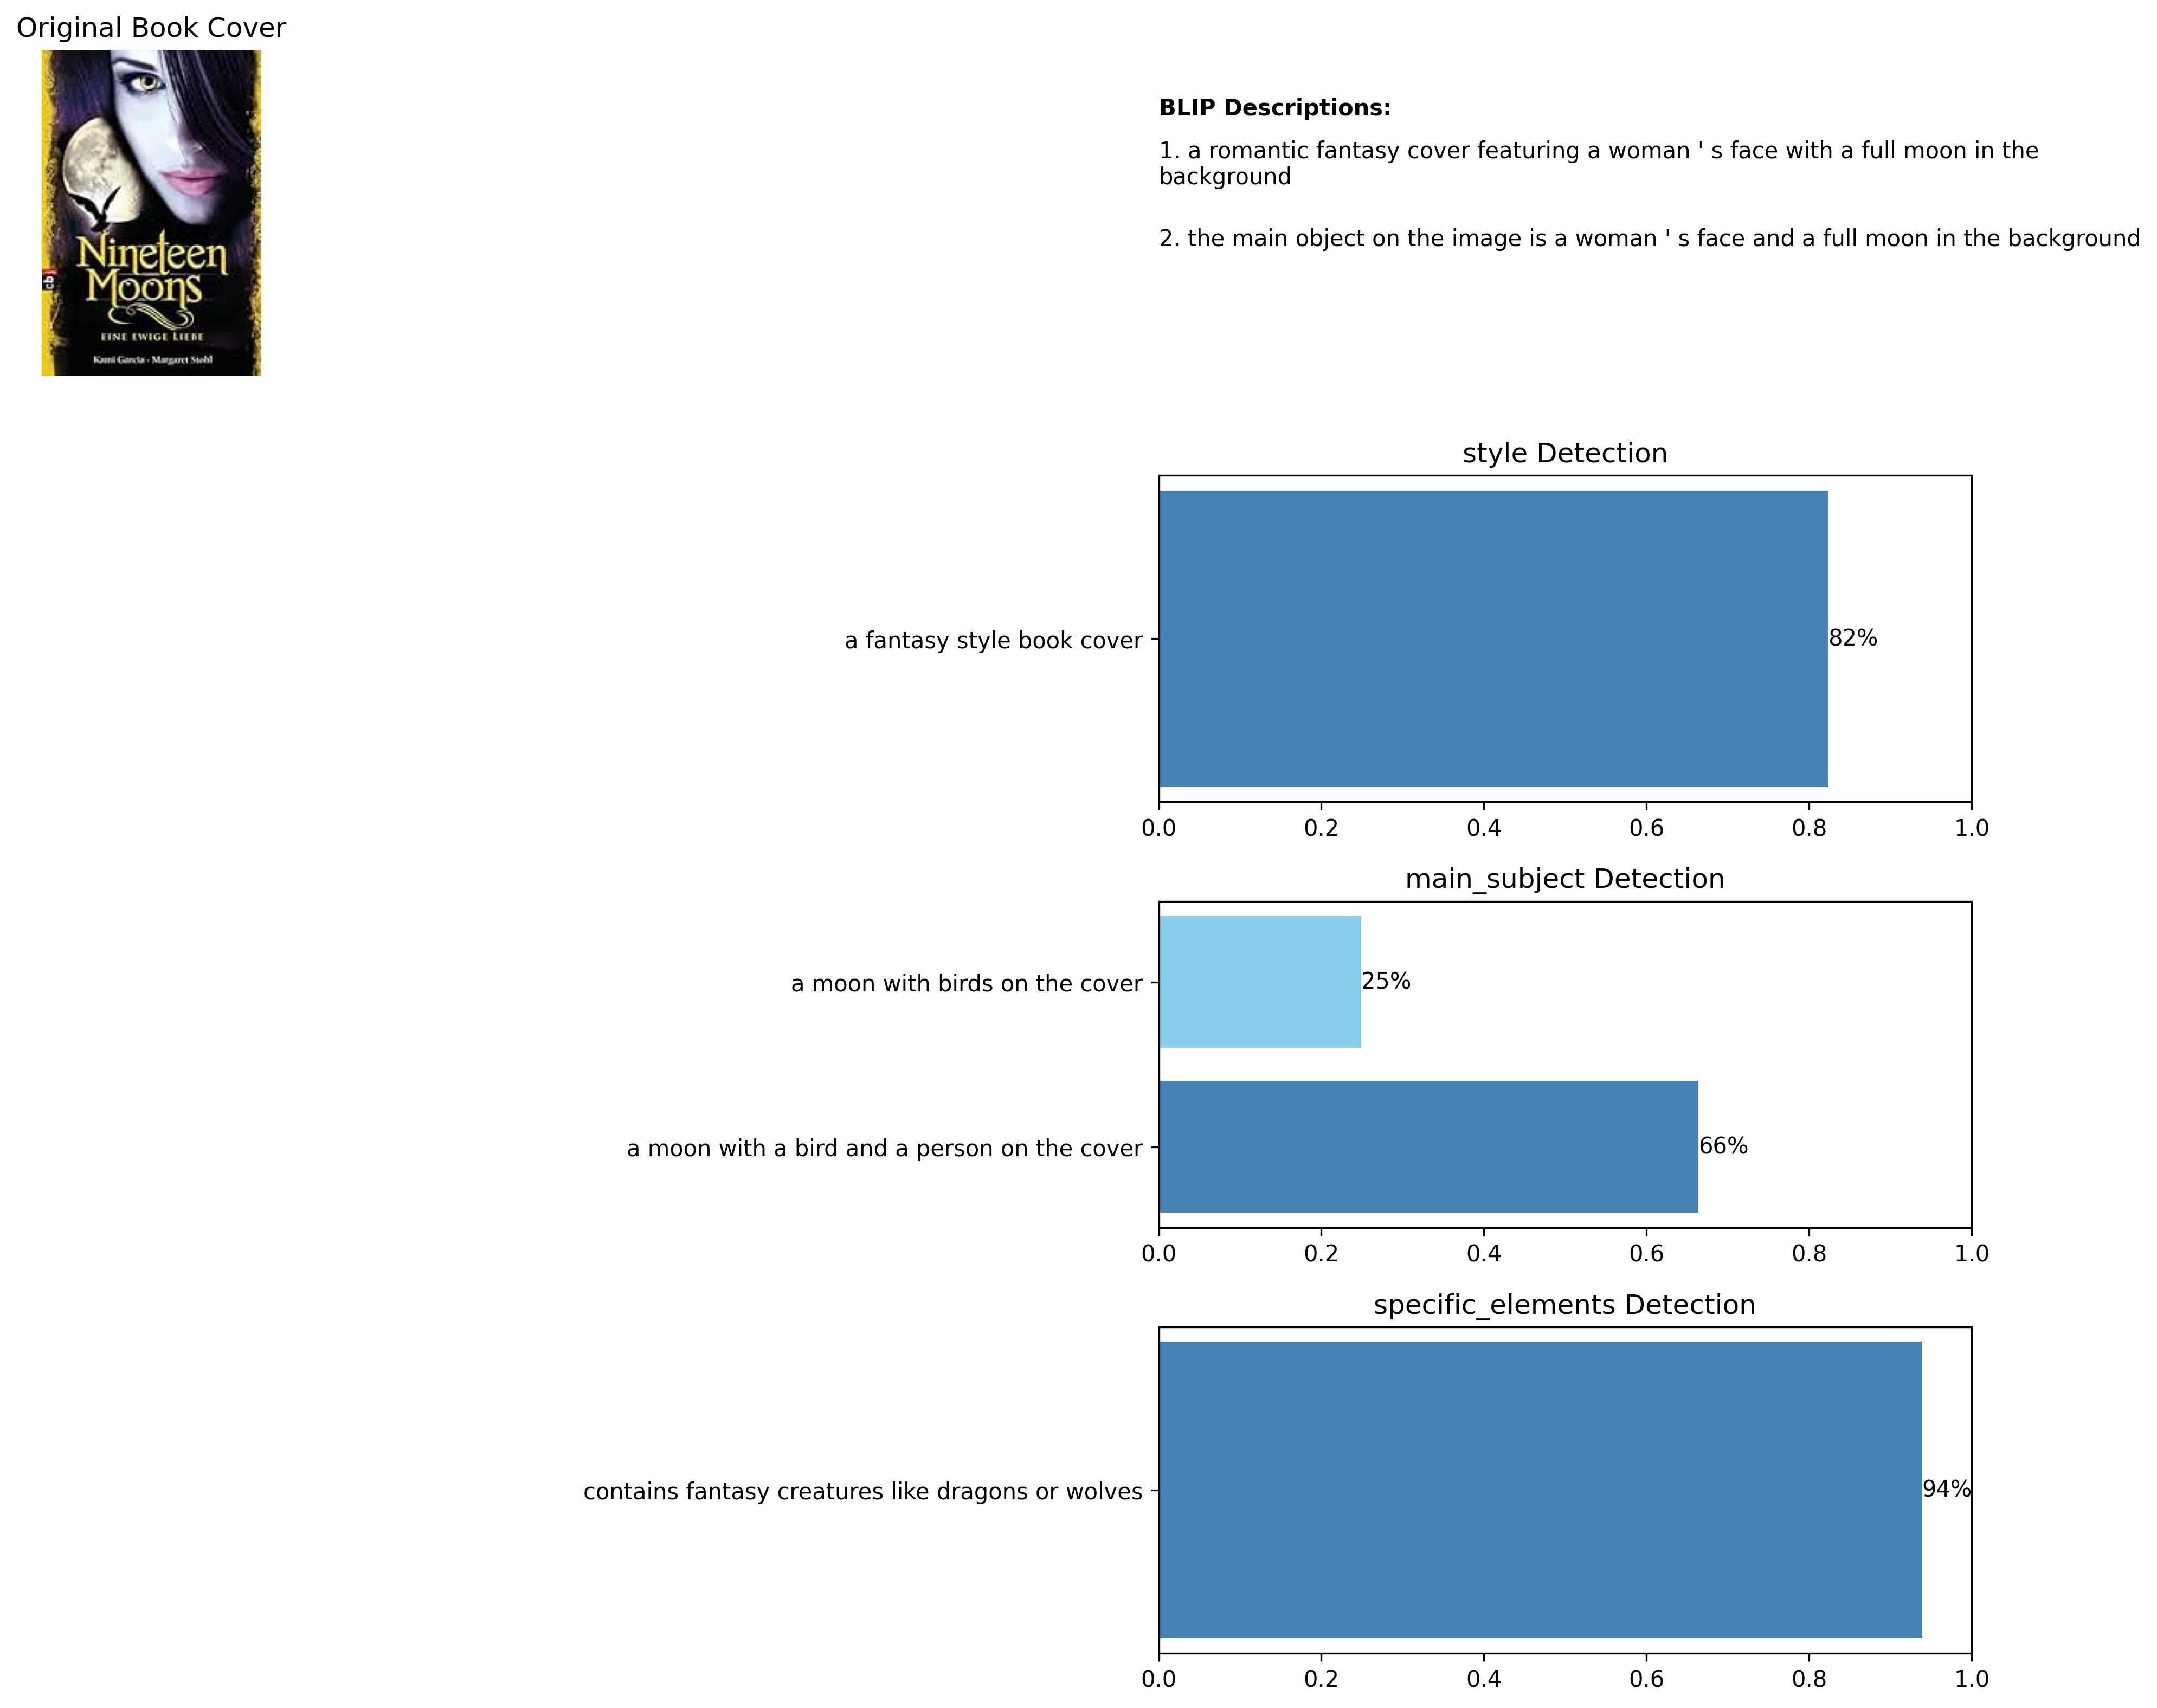 Original Book Cover
Nineteen
Moons
cbj
EINE EWIGE LIEBE
Kami Garcia - Margaret Stohl
BLIP Descriptions:
1. a romantic fantasy cover featuring a woman ' s face with a full moon in the
background
2. the main object on the image is a woman ' s face and a full moon in the background
style Detection
a fantasy style book cover
82%
0.0 0.2 0.4 0.6 0.8 1.0
main_subject Detection
a moon with birds on the cover
25%
a moon with a bird and a person on the cover
66%
0.0 0.2 0.4 0.6 0.8 1.0
specific_elements Detection
contains fantasy creatures like dragons or wolves
94%
0.0 0.2 0.4 0.6 0.8 1.0